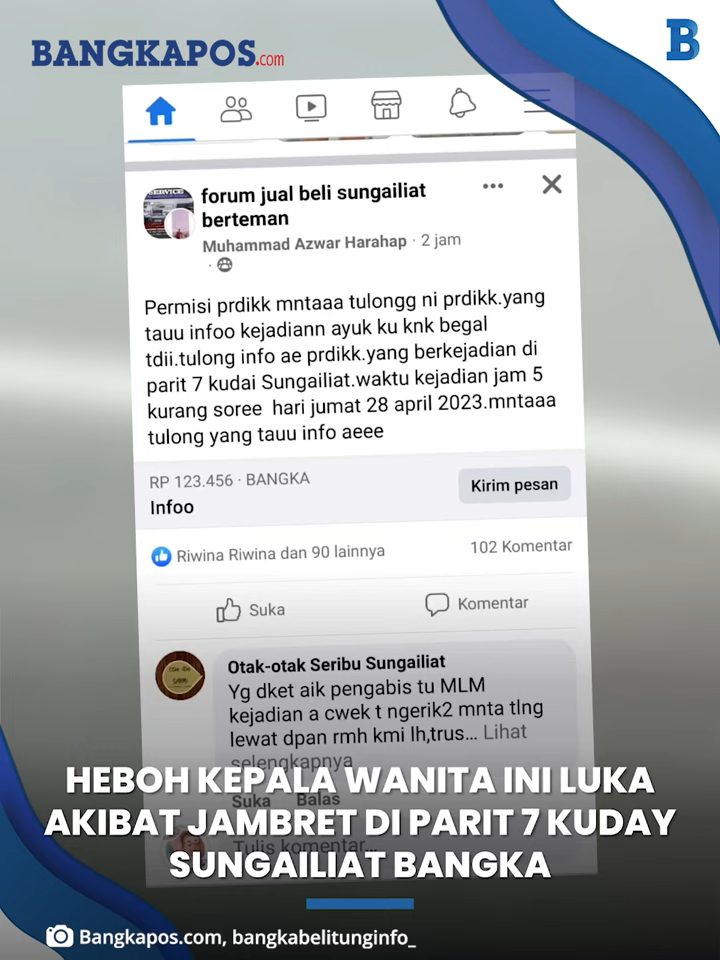 BANGKAPOS.com
B
forum jual beli sungailiat
berteman
Muhammad Azwar Harahap · 2 jam
Permisi prdikk mntaaa tulongg ni prdikk.yang
tauu infoo kejadiann ayuk ku knk begal
tdii.tulong info ae prdikk.yang berkejadian di
parit 7 kudai Sungailiat.waktu kejadian jam 5
kurang soree hari jumat 28 april 2023.mntaaa
tulong yang tauu info aeee
RP 123.456 · BANGKA
Infoo
Kirim pesan
Riwina Riwina dan 90 lainnya
102 Komentar
Suka
Komentar
Otak-otak Seribu Sungailiat
Yg dket aik pengabis tu MLM
kejadian a cwek t ngerik2 mnta tlng
lewat dpan rmh kmi lh,trus... Lihat
selengkapnya
Suka Balas
Tulis komentar...
HEBOH KEPALA WANITA INI LUKA
AKIBAT JAMBRET DI PARIT 7 KUDAY
SUNGAILIAT BANGKA
Bangkapos.com, bangkabelitunginfo_